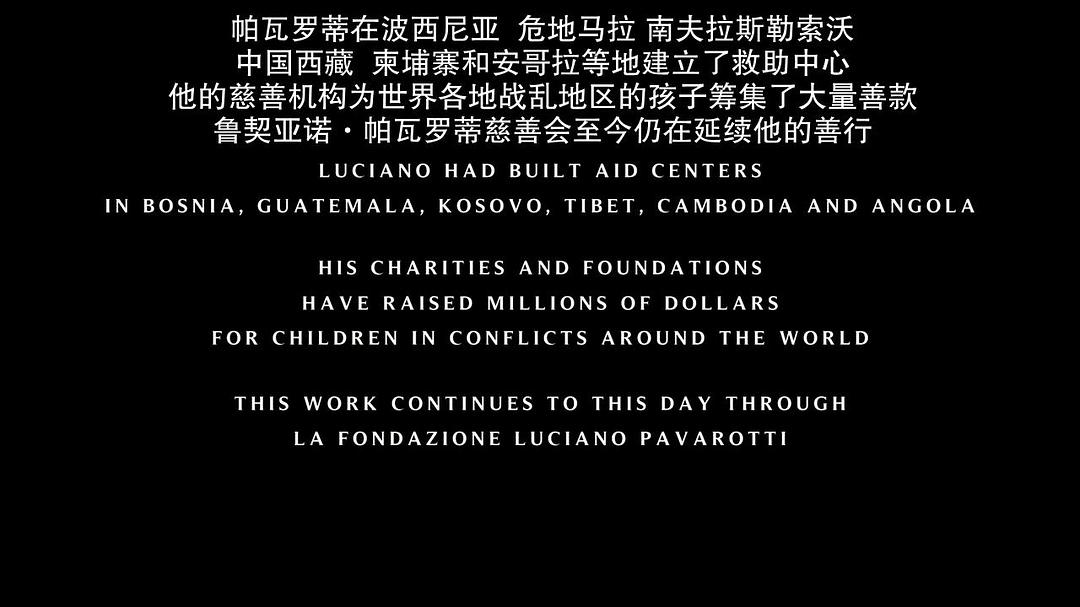 帕瓦罗蒂在波西尼亚 危地马拉 南夫拉斯勒索沃
中国西藏 柬埔寨和安哥拉等地建立了救助中心
他的慈善机构为世界各地战乱地区的孩子筹集了大量善款
鲁契亚诺·帕瓦罗蒂慈善会至今仍在延续他的善行
LUCIANO HAD BUILT AID CENTERS
IN BOSNIA, GUATEMALA, KOSOVO, TIBET, CAMBODIA AND ANGOLA
HIS CHARITIES AND FOUNDATIONS
HAVE RAISED MILLIONS OF DOLLARS
FOR CHILDREN IN CONFLICTS AROUND THE WORLD
THIS WORK CONTINUES TO THIS DAY THROUGH
LA FONDAZIONE LUCIANO PAVAROTTI